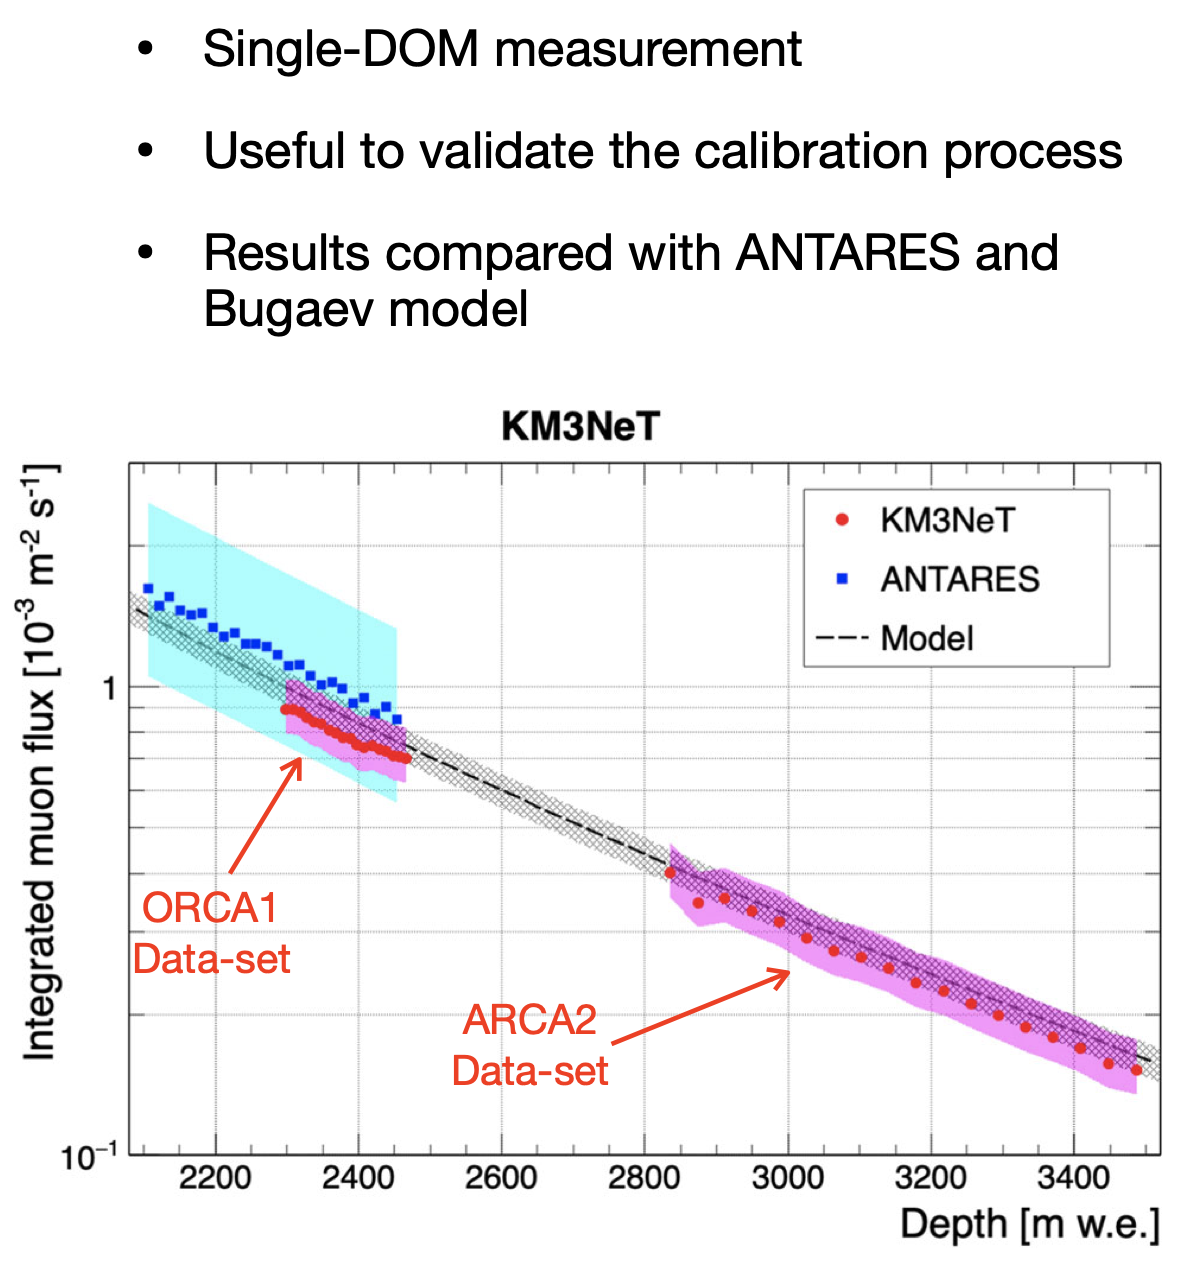 • Single-DOM measurement
• Useful to validate the calibration process
• Results compared with ANTARES and
Bugaev model
KM3NeT
Integrated muon flux [10⁻³ m⁻² s⁻¹]
KM3NeT
ANTARES
Model
1
ORCA1
Data-set
ARCA2
Data-set
10⁻¹
2200 2400 2600 2800 3000 3200 3400
Depth [m w.e.]